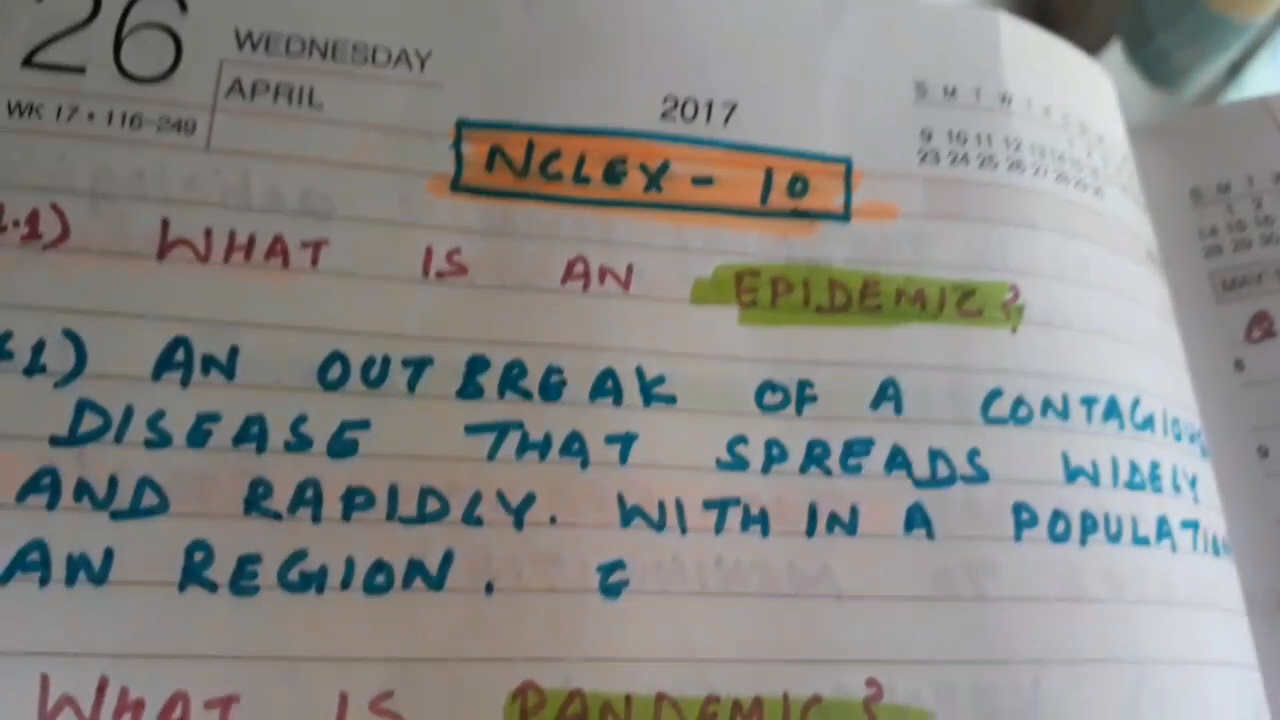 26
WEDNESDAY
APRIL
WK 17 • 116-249
2017
NCLEX - 10
WHAT IS AN EPIDEMIC?
AN OUTBREAK OF A CONTAGIOUS
DISEASE THAT SPREADS WIDELY
AND RAPIDLY. WITH IN A POPULATION
AN REGION.
WHAT IS PANDEMIC?